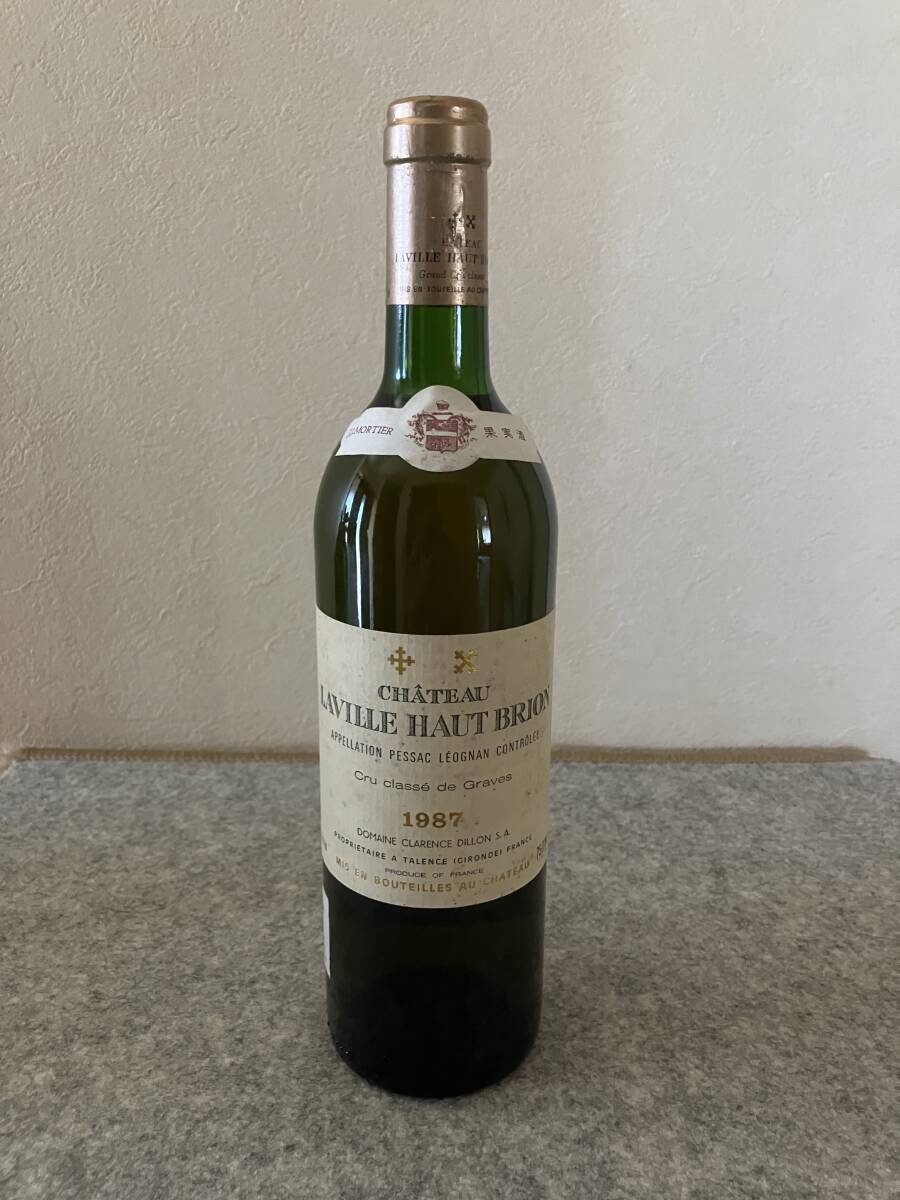 LAVILLE HAUT
Grand Cru classé
MIS EN BOUTEILLE AU
果実酒
CHÂTEAU
LAVILLE HAUT BRION
APPELLATION PESSAC LÉOGNAN CONTRÔLÉE
Cru classé de Graves
1987
DOMAINE CLARENCE DILLON S.A.
PROPRIÉTAIRE A TALENCE (GIRONDE) FRANCE
PRODUCE OF FRANCE
MIS EN BOUTEILLES AU CHATEAU